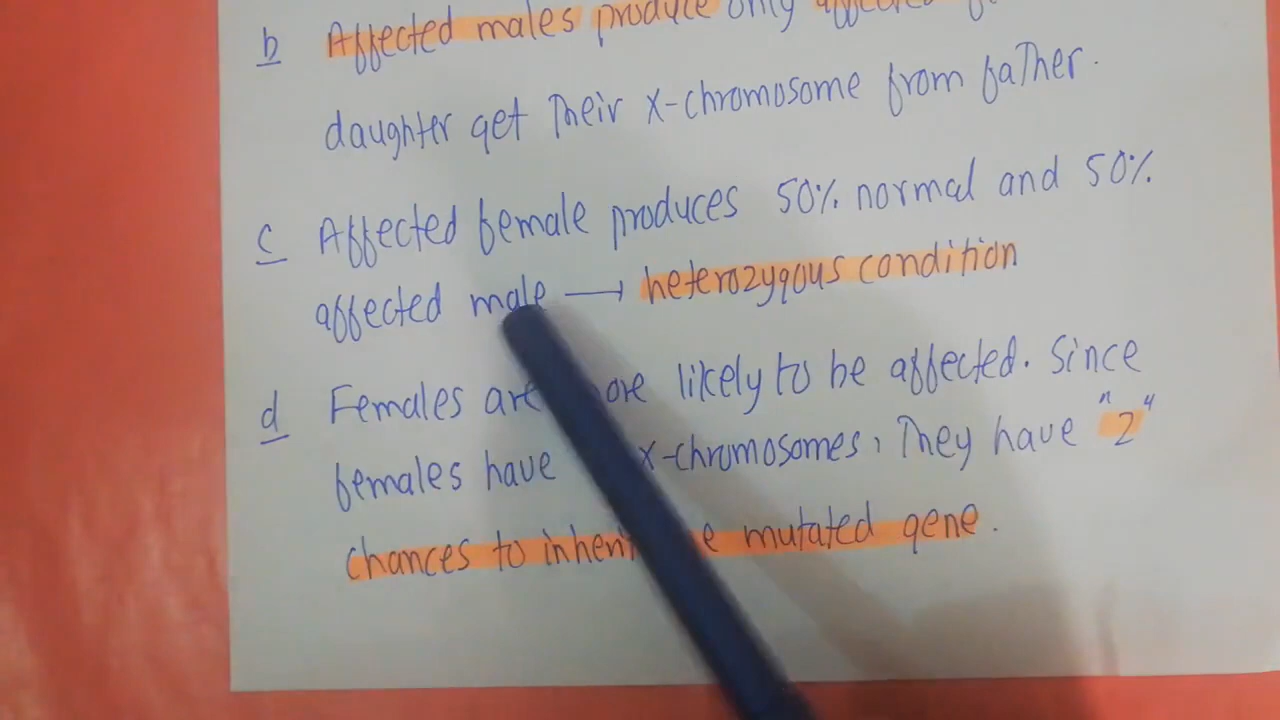 b Affected males produce only affected
daughter get Their X-chromosome from faTher.
c Affected female produces 50% normal and 50%
affected male → heterozygous condition
d Females are likely to be affected. Since
females have X-chromosomes, They have "2"
chances to inherit mutated gene.